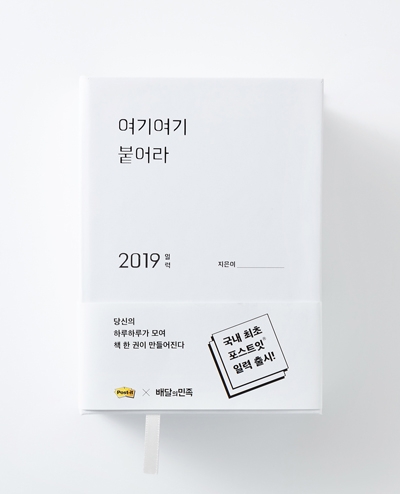 여기여기
붙어라
2019 일력
지은이
당신의
하루하루가 모여
책 한 권이 만들어진다
국내 최초
포스트잇®
일력 출시!
Post-it × 배달의민족